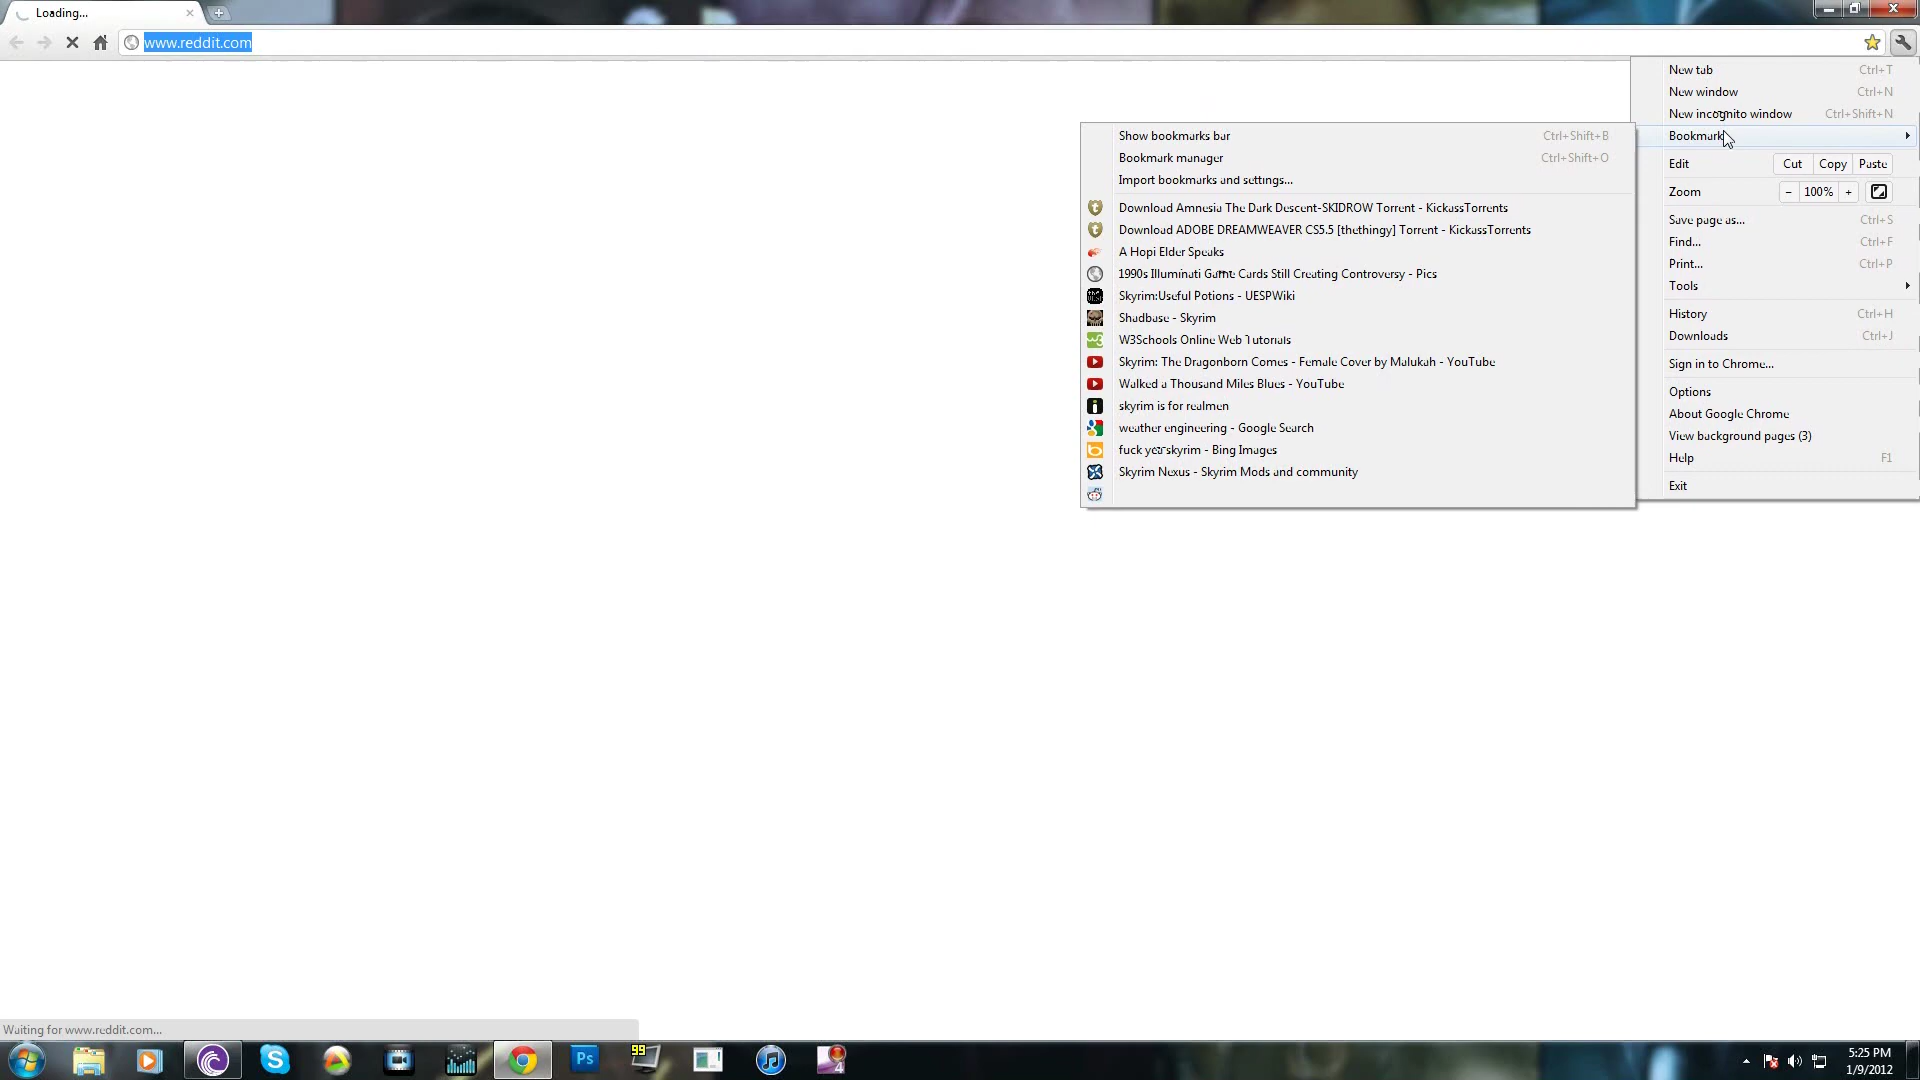 Loading...
www.reddit.com
New tab Ctrl+T
New window Ctrl+N
New incognito window Ctrl+Shift+N
Bookmark
Edit Cut Copy Paste
Zoom − 100% +
Save page as... Ctrl+S
Find... Ctrl+F
Print... Ctrl+P
Tools
History Ctrl+H
Downloads Ctrl+J
Sign in to Chrome...
Options
About Google Chrome
View background pages (3)
Help F1
Exit
Show bookmarks bar Ctrl+Shift+B
Bookmark manager Ctrl+Shift+O
Import bookmarks and settings...
Download Amnesia The Dark Descent-SKIDROW Torrent - KickassTorrents
Download ADOBE DREAMWEAVER CS5.5 [thethingy] Torrent - KickassTorrents
A Hopi Elder Speaks
1990s Illuminati Game Cards Still Creating Controversy - Pics
Skyrim:Useful Potions - UESPWiki
Shadbase - Skyrim
W3Schools Online Web Tutorials
Skyrim: The Dragonborn Comes - Female Cover by Malukah - YouTube
Walked a Thousand Miles Blues - YouTube
skyrim is for realmen
weather engineering - Google Search
fuck skyrim - Bing Images
Skyrim Nexus - Skyrim Mods and community
Waiting for www.reddit.com...
Ps
99
4
5:25 PM
1/9/2012